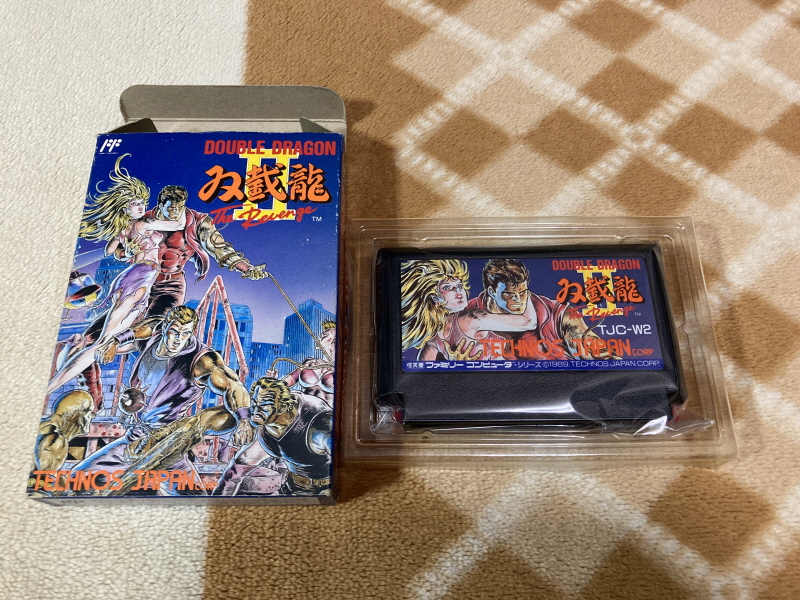 DOUBLE DRAGON
II
双截龍
The Revenge
TM
TECHNOS JAPAN CORP
DOUBLE DRAGON
II
双截龍
The Revenge
TM
TJC-W2
TECHNOS JAPAN CORP
任天堂 ファミリー コンピュータ・シリーズ ©1989, TECHNOS JAPAN CORP.